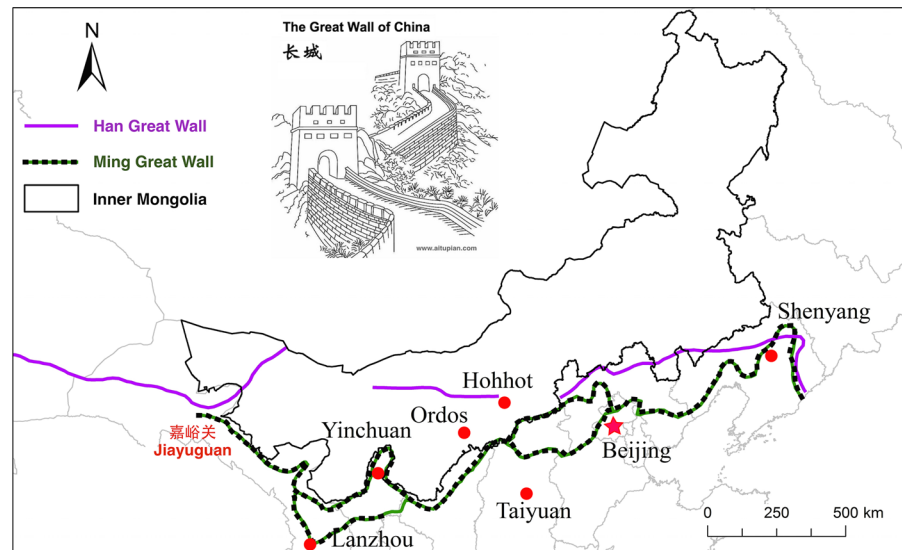 The Great Wall of China
长城
N
Han Great Wall
Ming Great Wall
Inner Mongolia
www.aitupian.com
Shenyang
Hohhot
Ordos
嘉峪关
Jiayuguan
Yinchuan
Beijing
Taiyuan
Lanzhou
0 250 500 km